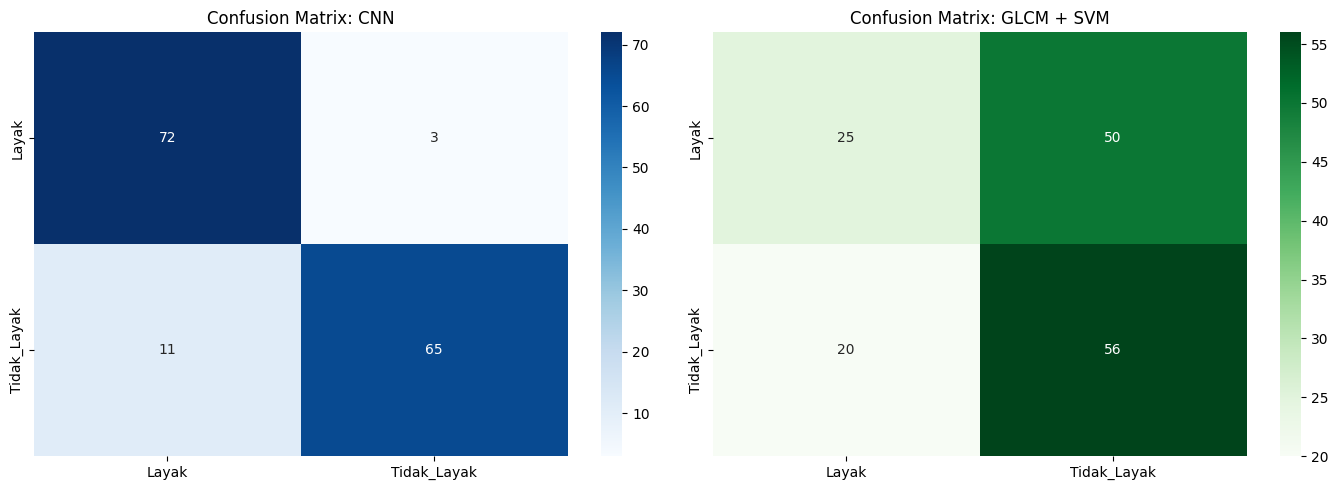 Confusion Matrix: CNN
Layak
Tidak_Layak
72
3
11
65
Layak
Tidak_Layak
70
60
50
40
30
20
10
Confusion Matrix: GLCM + SVM
Layak
Tidak_Layak
25
50
20
56
Layak
Tidak_Layak
55
50
45
40
35
30
25
20